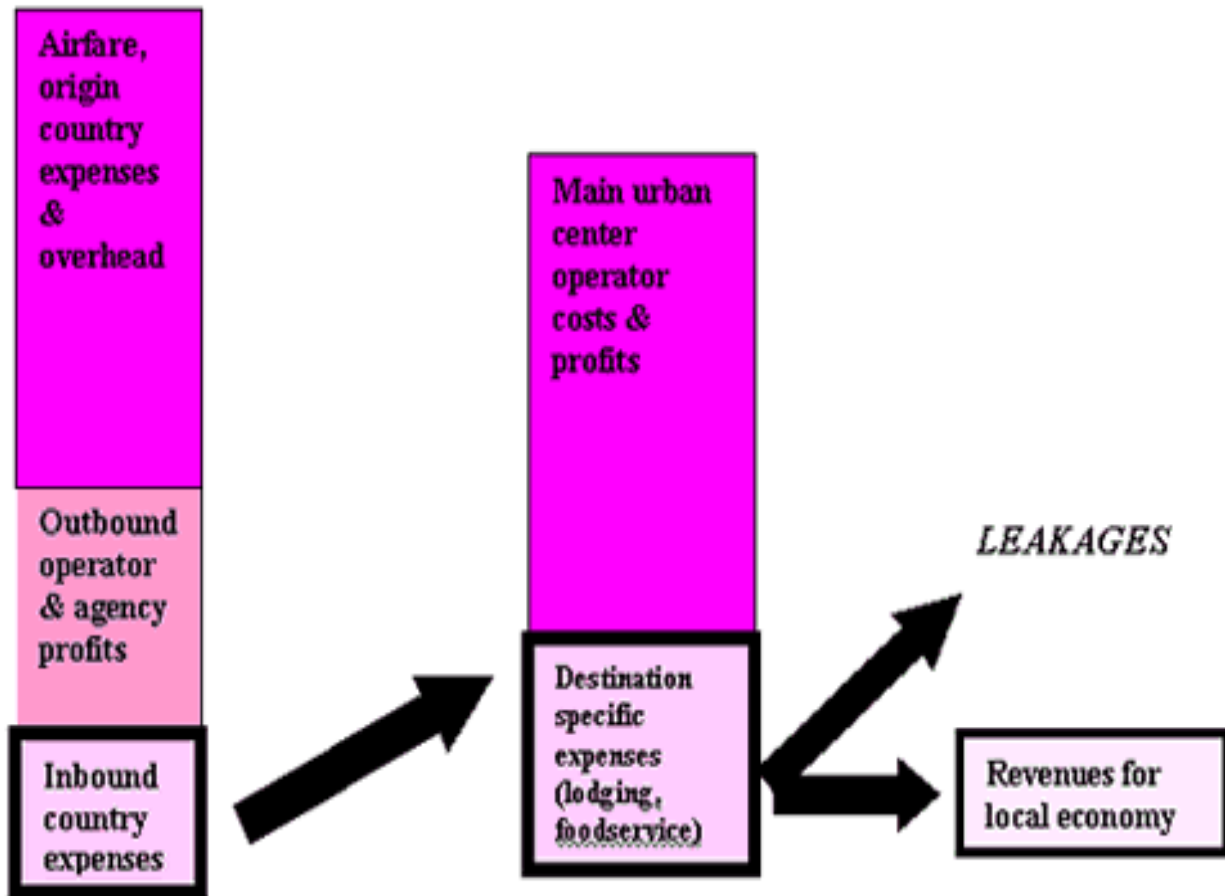 Airfare,
origin
country
expenses
&
overhead
Outbound
operator
& agency
profits
Inbound
country
expenses
Main urban
center
operator
costs &
profits
Destination
specific
expenses
(lodging,
foodservice)
LEAKAGES
Revenues for
local economy